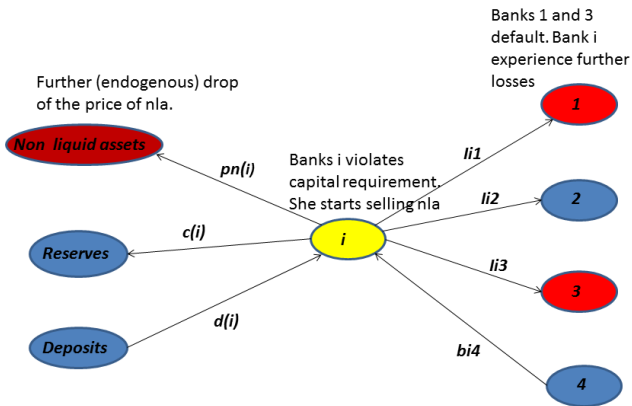 Banks 1 and 3
default. Bank i
experience further
losses
Further (endogenous) drop
of the price of nla.
Non liquid assets
pn(i)
Banks i violates
capital requirement.
She starts selling nla
1
li1
2
li2
c(i)
Reserves
i
li3
3
d(i)
Deposits
bi4
4